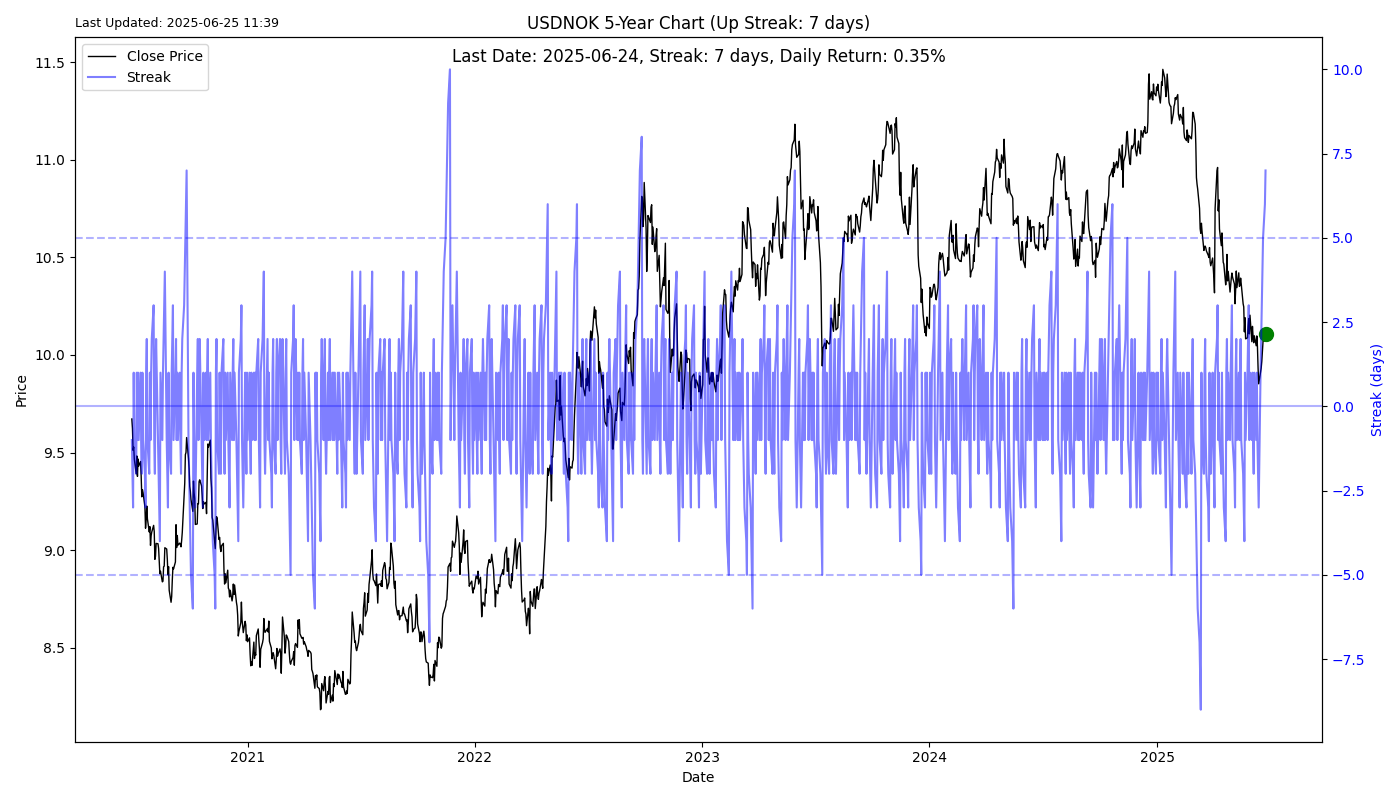 Last Updated: 2025-06-25 11:39
USDNOK 5-Year Chart (Up Streak: 7 days)
Last Date: 2025-06-24, Streak: 7 days, Daily Return: 0.35%
Close Price
Streak
11.5
11.0
10.5
10.0
9.5
9.0
8.5
Price
10.0
7.5
5.0
2.5
0.0
−2.5
−5.0
−7.5
Streak (days)
2021
2022
2023
2024
2025
Date